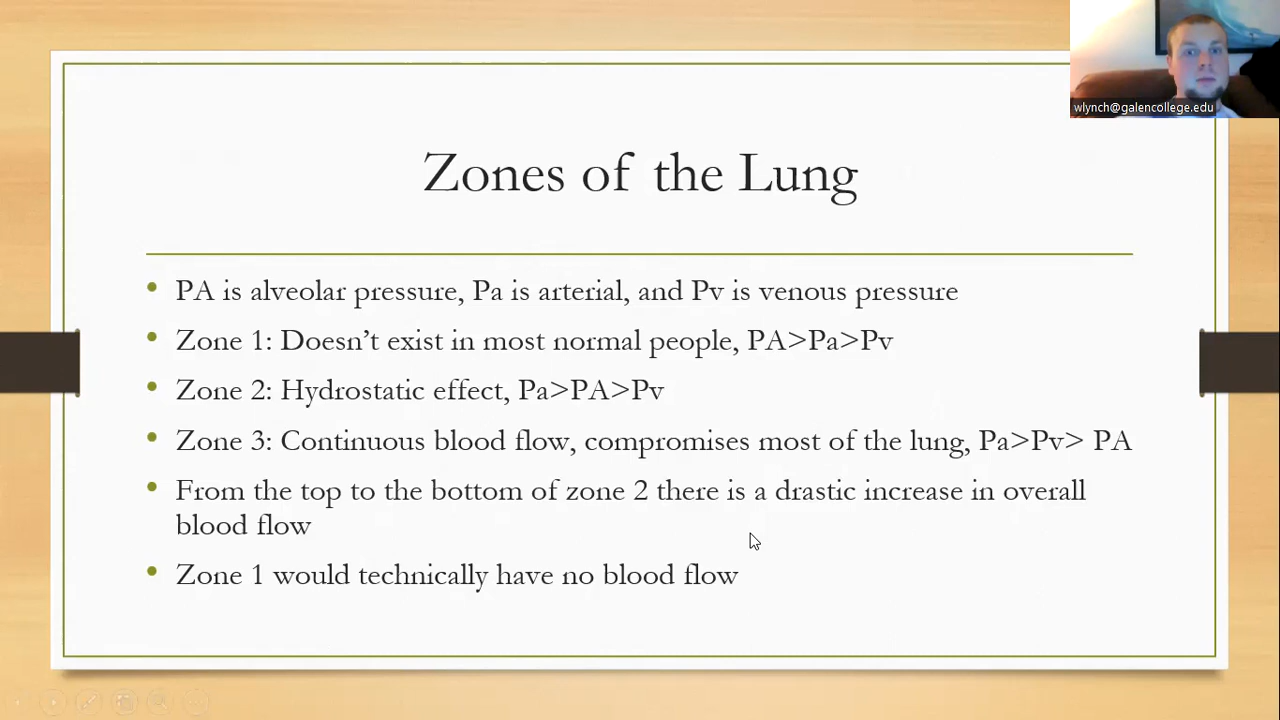 wlynch@galencollege.edu
Zones of the Lung
• PA is alveolar pressure, Pa is arterial, and Pv is venous pressure
• Zone 1: Doesn’t exist in most normal people, PA>Pa>Pv
• Zone 2: Hydrostatic effect, Pa>PA>Pv
• Zone 3: Continuous blood flow, compromises most of the lung, Pa>Pv> PA
• From the top to the bottom of zone 2 there is a drastic increase in overall
blood flow
• Zone 1 would technically have no blood flow